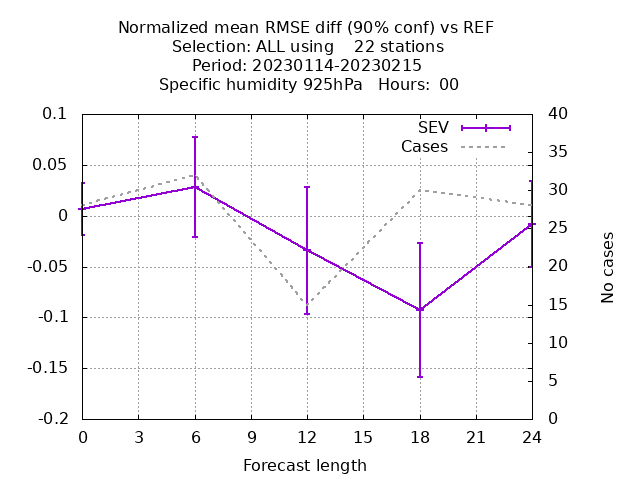 Normalized mean RMSE diff (90% conf) vs REF
Selection: ALL using    22 stations
Period: 20230114-20230215
Specific humidity 925hPa   Hours:  00
SEV
Cases
0.1
0.05
0
-0.05
-0.1
-0.15
-0.2
40
35
30
25
20
15
10
5
0
No cases
0 3 6 9 12 15 18 21 24
Forecast length